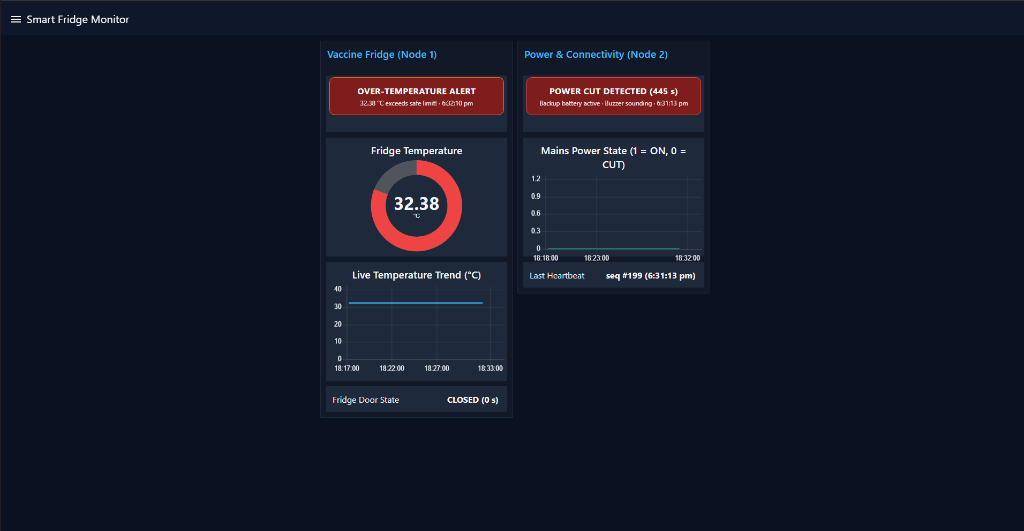 Smart Fridge Monitor
Vaccine Fridge (Node 1)
OVER-TEMPERATURE ALERT
32.38 °C exceeds safe limit! · 6:32:10 pm
Fridge Temperature
32.38
°C
Live Temperature Trend (°C)
40
30
20
10
0
18:17:00 18:22:00 18:27:00 18:33:00
Fridge Door State CLOSED (0 s)
Power & Connectivity (Node 2)
POWER CUT DETECTED (445 s)
Backup battery active · Buzzer sounding · 6:31:13 pm
Mains Power State (1 = ON, 0 =
CUT)
1.2
0.9
0.6
0.3
0
18:18:00 18:23:00 18:32:00
Last Heartbeat seq #199 (6:31:13 pm)